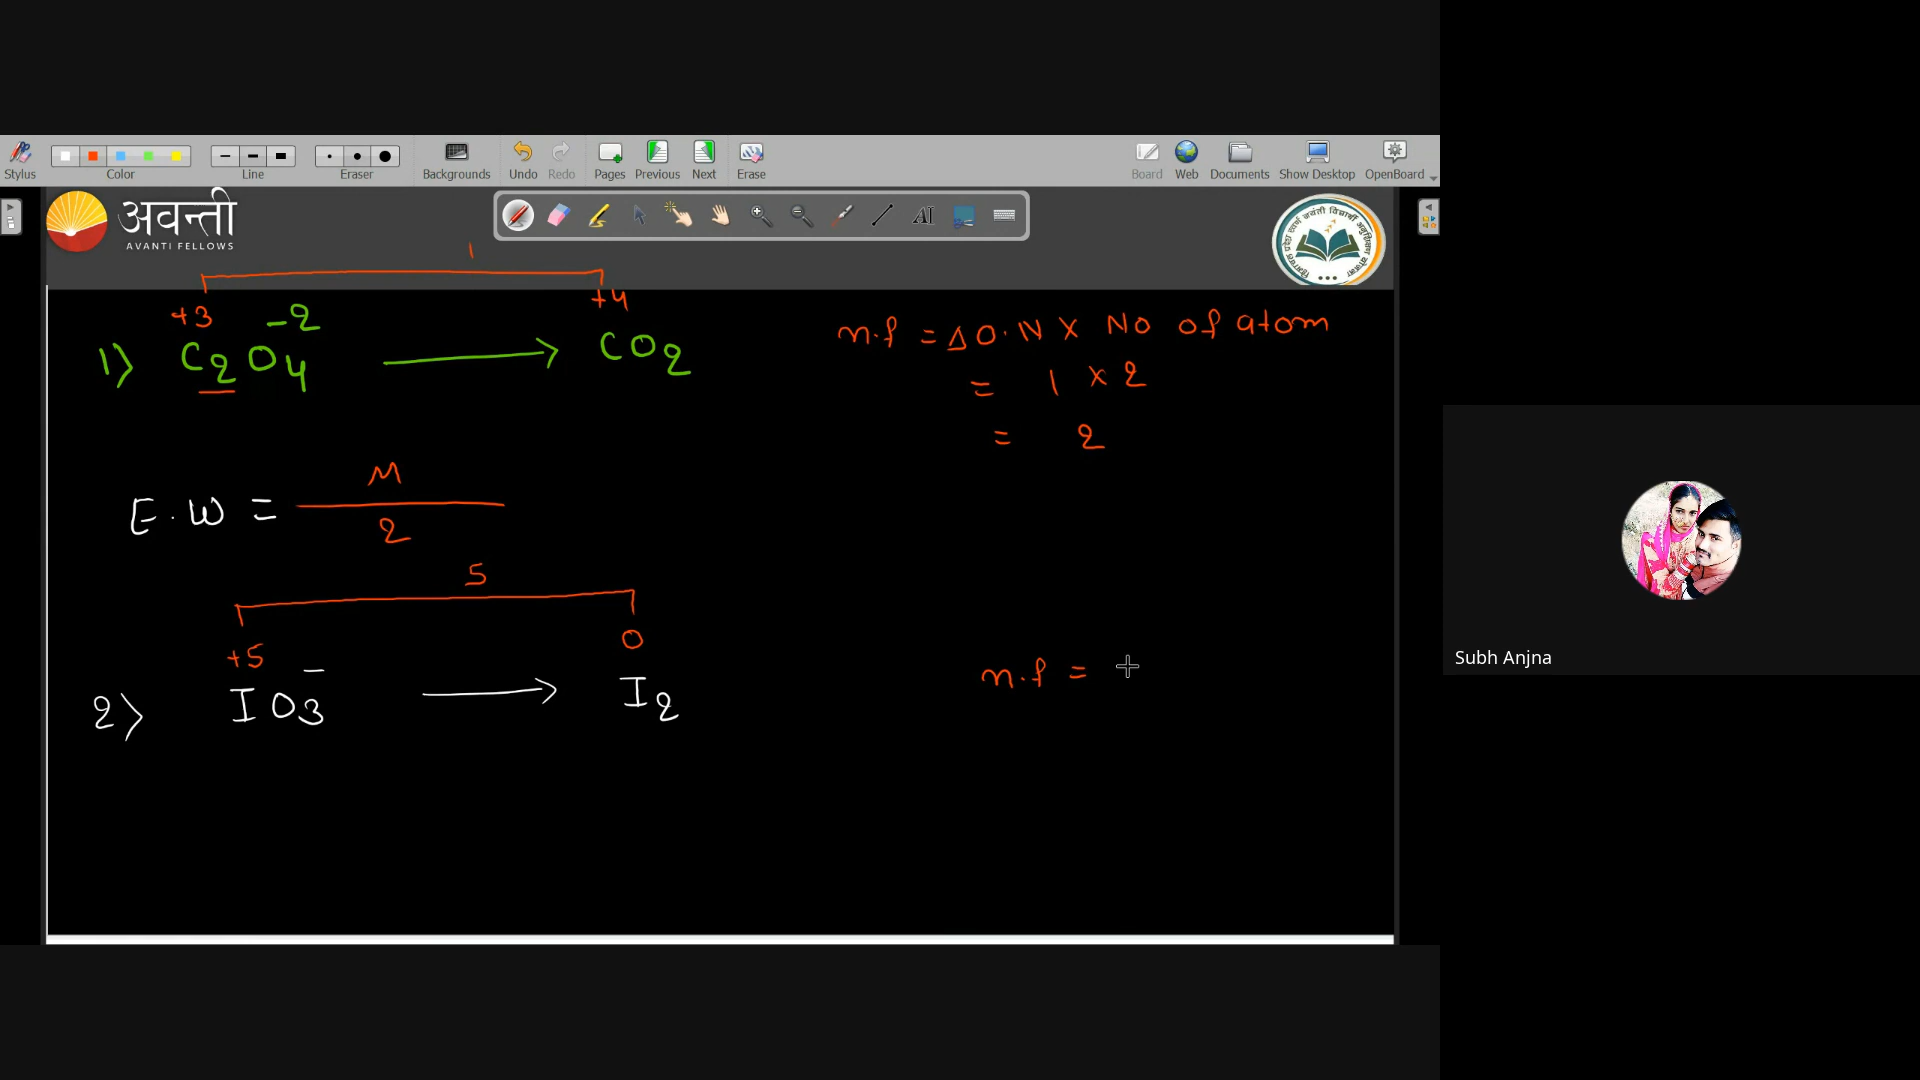 Stylus Color Line Eraser Backgrounds Undo Redo Pages Previous Next Erase Board Web Documents Show Desktop OpenBoard
अवन्ती
AVANTI FELLOWS
1
+3 -2 +4
1) C2O4 → CO2
n.f = Δ O.N × No of atom
= 1 × 2
= 2
E.W = M
2
5
+5 0
2) IO3 – → I2
n.f =
Subh Anjna